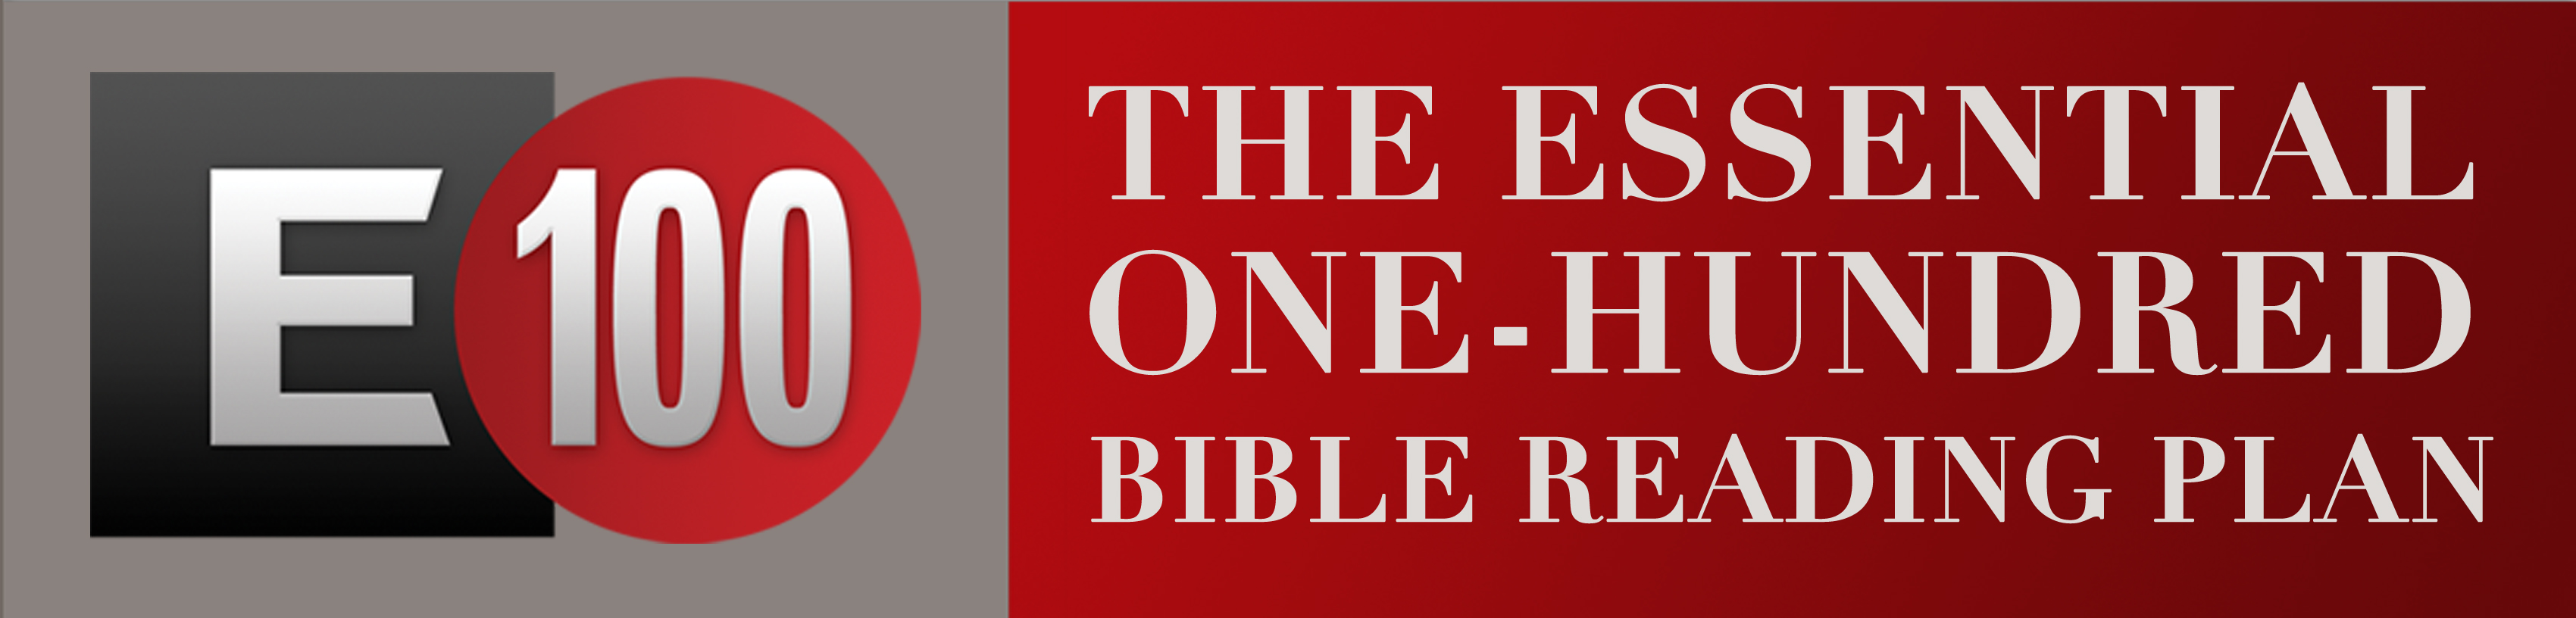 E100
THE ESSENTIAL
ONE-HUNDRED
BIBLE READING PLAN